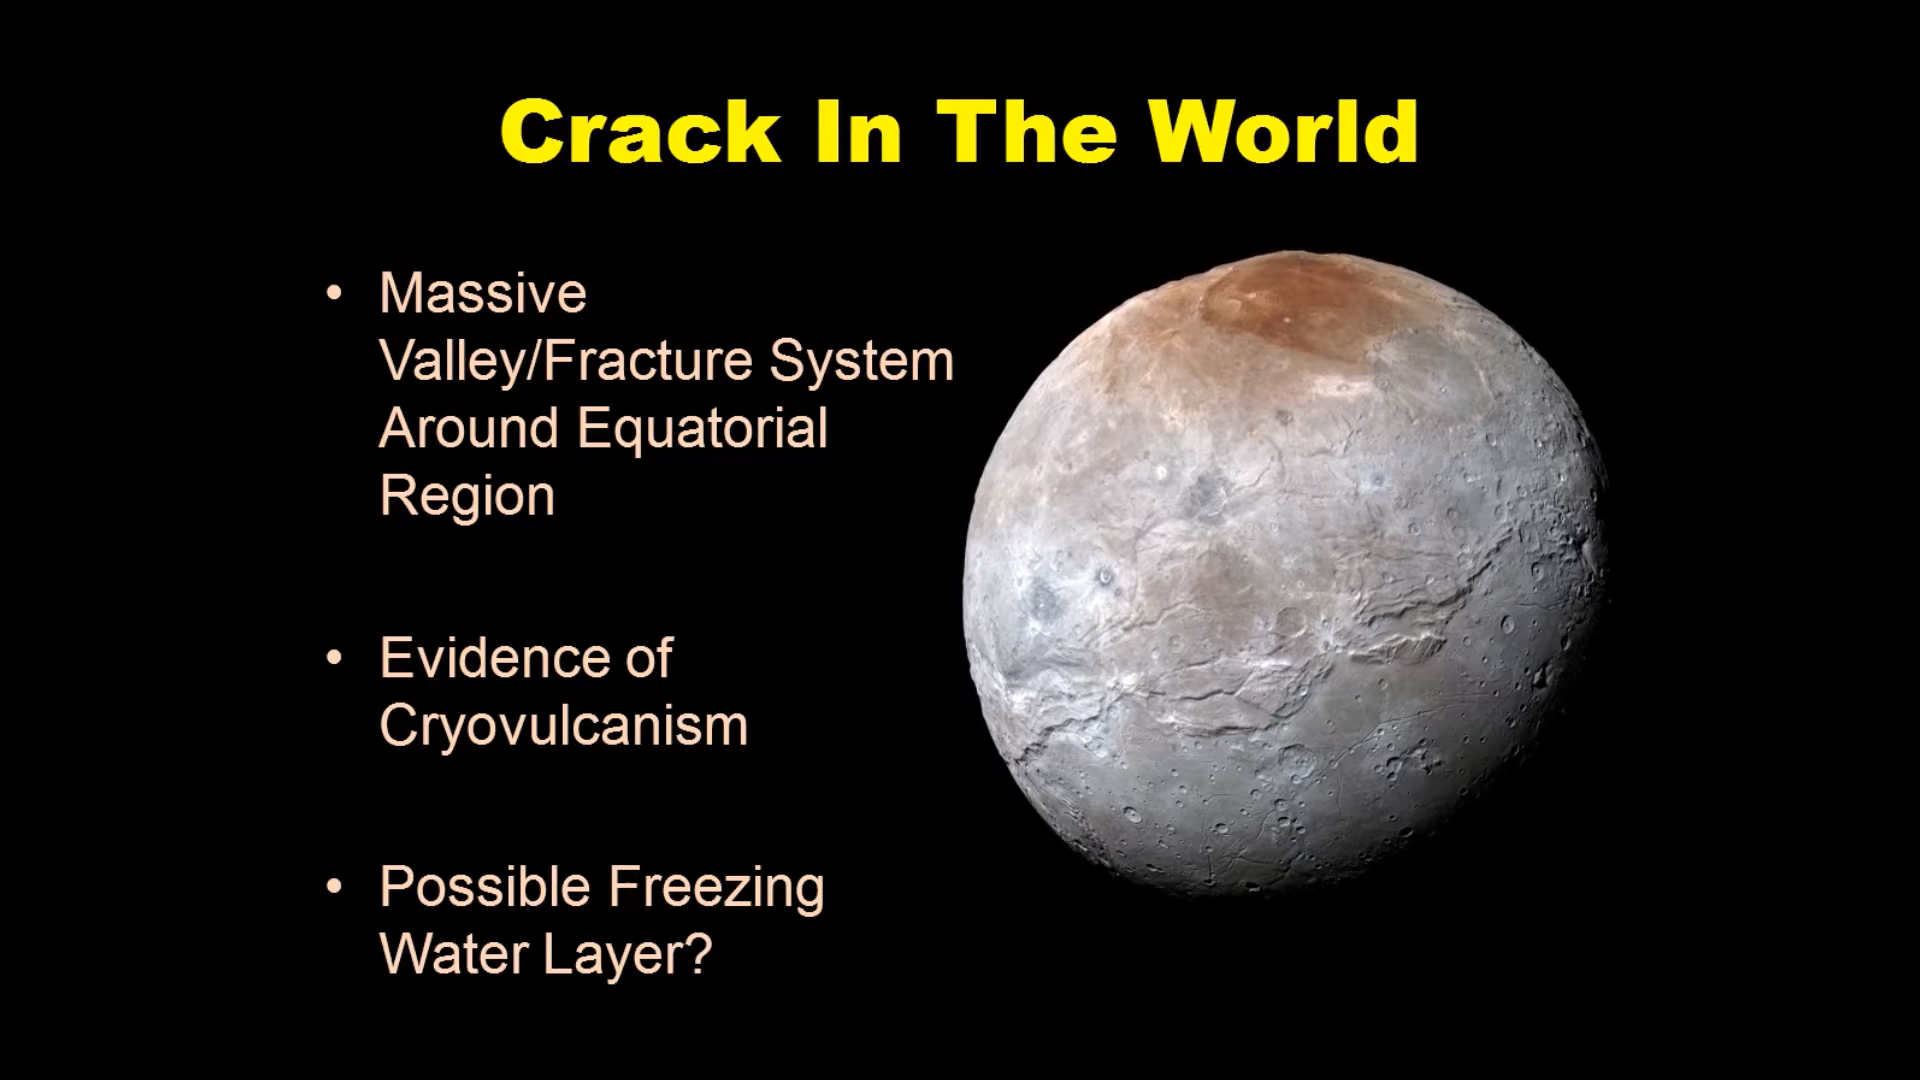 Crack In The World
• Massive
Valley/Fracture System
Around Equatorial
Region
• Evidence of
Cryovulcanism
• Possible Freezing
Water Layer?